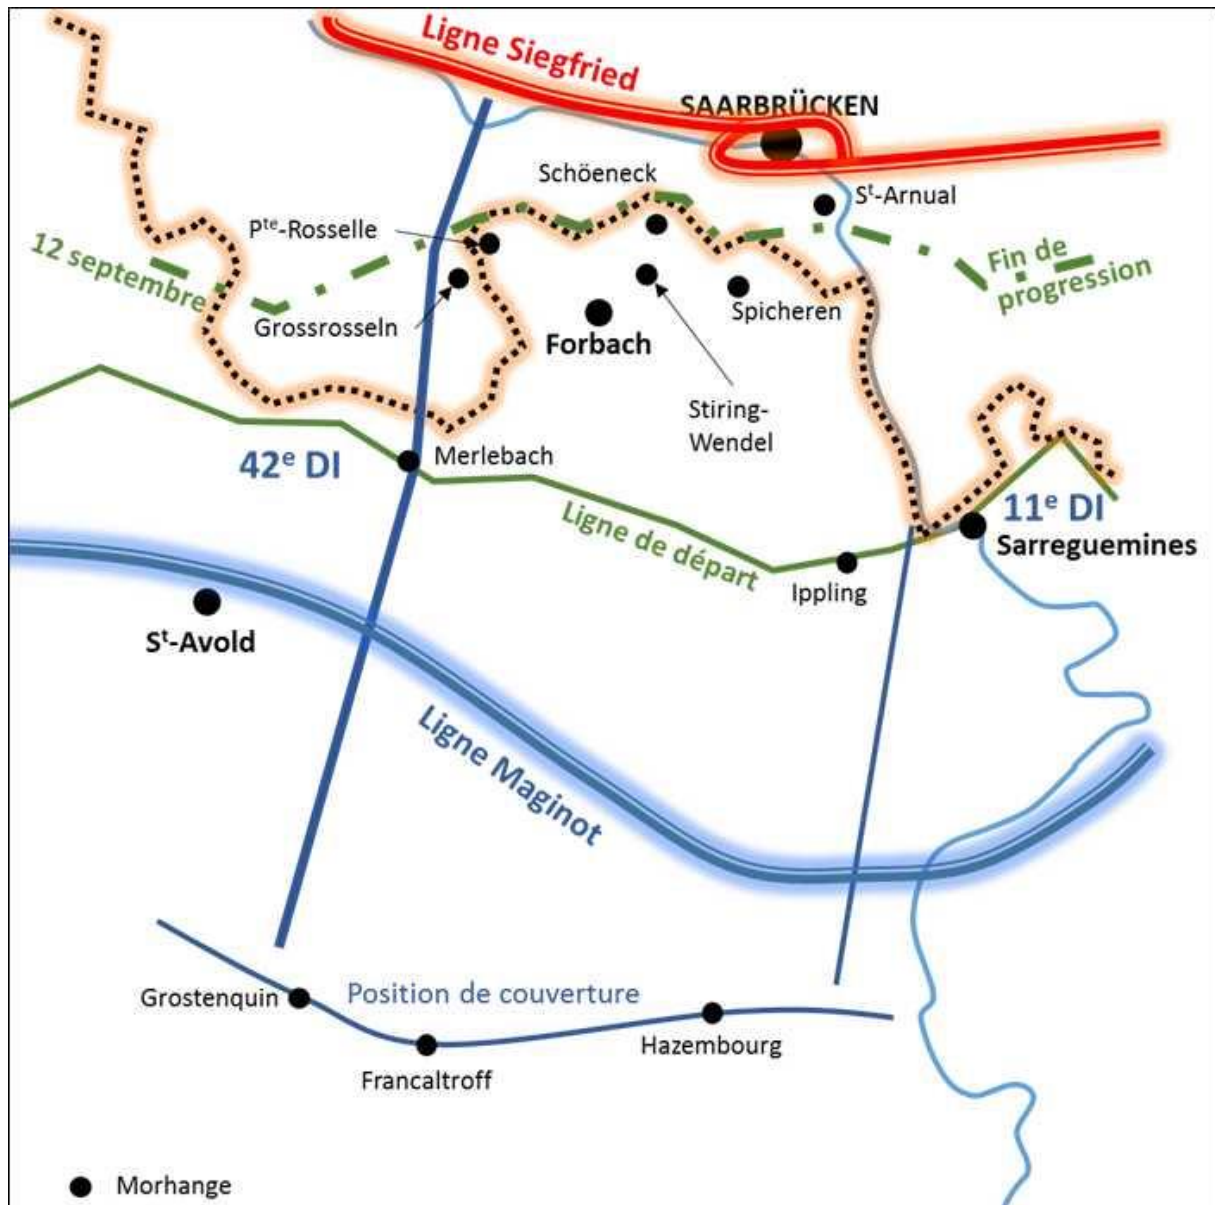 Ligne Siegfried
SAARBRÜCKEN
Schöeneck
Sᵗ-Arnual
Pᵗᵉ-Rosselle
12 septembre
Fin de
progression
Grossrosseln
Forbach
Spicheren
Stiring-
Wendel
42ᵉ DI
Merlebach
Ligne de départ
11ᵉ DI
Sarreguemines
Ippling
Sᵗ-Avold
Ligne Maginot
Grostenquin
Position de couverture
Hazembourg
Francaltroff
Morhange